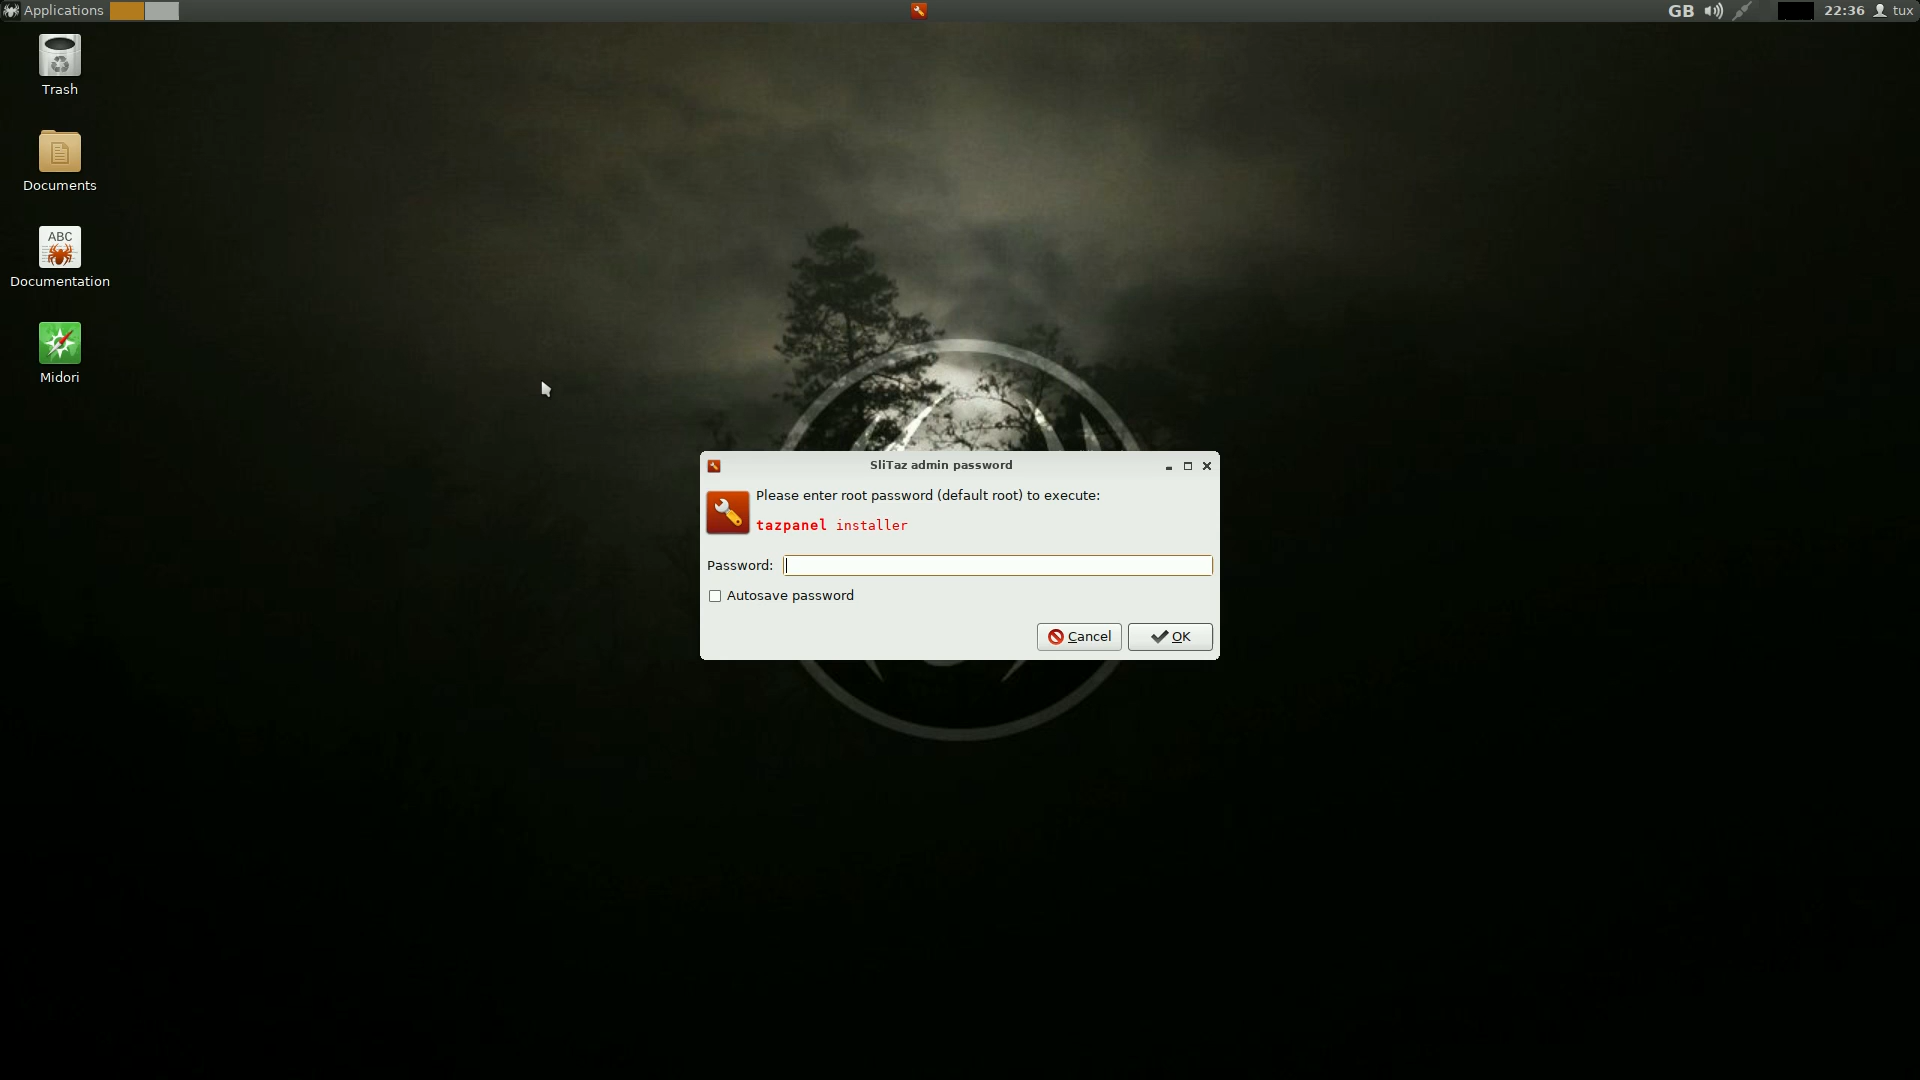 Applications
GB
22:36
tux
Trash
Documents
ABC
Documentation
Midori
SliTaz admin password
Please enter root password (default root) to execute:
tazpanel installer
Password:
Autosave password
Cancel
OK